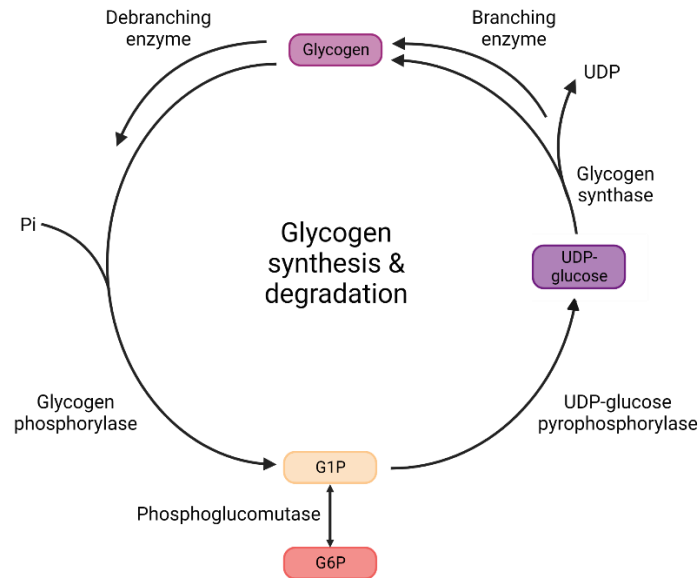 Debranching
enzyme
Glycogen
Branching
enzyme
UDP
Glycogen
synthase
Pi
Glycogen
synthesis &
degradation
UDP-
glucose
Glycogen
phosphorylase
UDP-glucose
pyrophosphorylase
G1P
Phosphoglucomutase
G6P